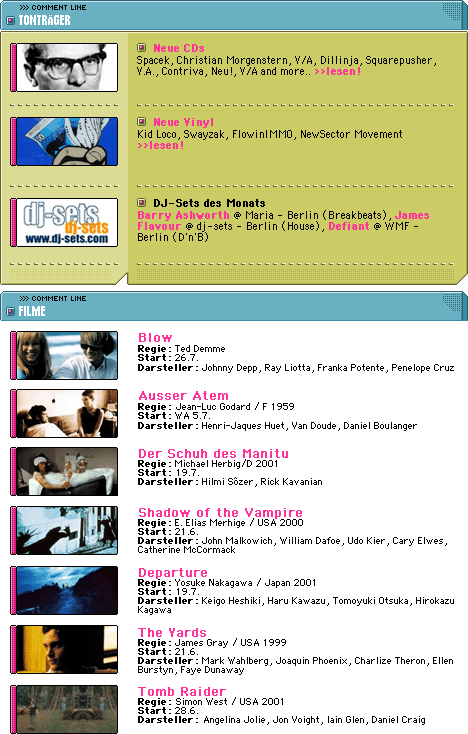 >>> COMMENT LINE
TONTRÄGER
Neue CDs
Spacek, Christian Morgenstern, V/A, Dillinja, Squarepusher,
V.A., Contriva, Neu!, V/A and more.. >>lesen!
Neue Vinyl
Kid Loco, Swayzak, FlowinIMMO, NewSector Movement
>>lesen!
dj-sets
dj-sets
www.dj-sets.com
DJ-Sets des Monats
Barry Ashworth @ Maria - Berlin (Breakbeats), James
Flavour @ dj-sets - Berlin (House), Defiant @ WMF -
Berlin (D'n'B)
>>> COMMENT LINE
FILME
Blow
Regie: Ted Demme
Start: 26.7.
Darsteller: Johnny Depp, Ray Liotta, Franka Potente, Penelope Cruz
Ausser Atem
Regie: Jean-Luc Godard / F 1959
Start: WA 5.7.
Darsteller: Henri-Jaques Huet, Van Doude, Daniel Boulanger
Der Schuh des Manitu
Regie: Michael Herbig/D 2001
Start: 19.7.
Darsteller: Hilmi Sözer, Rick Kavanian
Shadow of the Vampire
Regie: E. Elias Merhige / USA 2000
Start: 21.6.
Darsteller: John Malkowich, William Dafoe, Udo Kier, Cary Elwes,
Catherine McCormack
Departure
Regie: Yosuke Nakagawa / Japan 2001
Start: 19.7.
Darsteller: Keigo Heshiki, Haru Kawazu, Tomoyuki Otsuka, Hirokazu
Kagawa
The Yards
Regie: James Gray / USA 1999
Start: 21.6.
Darsteller: Mark Wahlberg, Joaquin Phoenix, Charlize Theron, Ellen
Burstyn, Faye Dunaway
Tomb Raider
Regie: Simon West / USA 2001
Start: 28.6.
Darsteller: Angelina Jolie, Jon Voight, Iain Glen, Daniel Craig